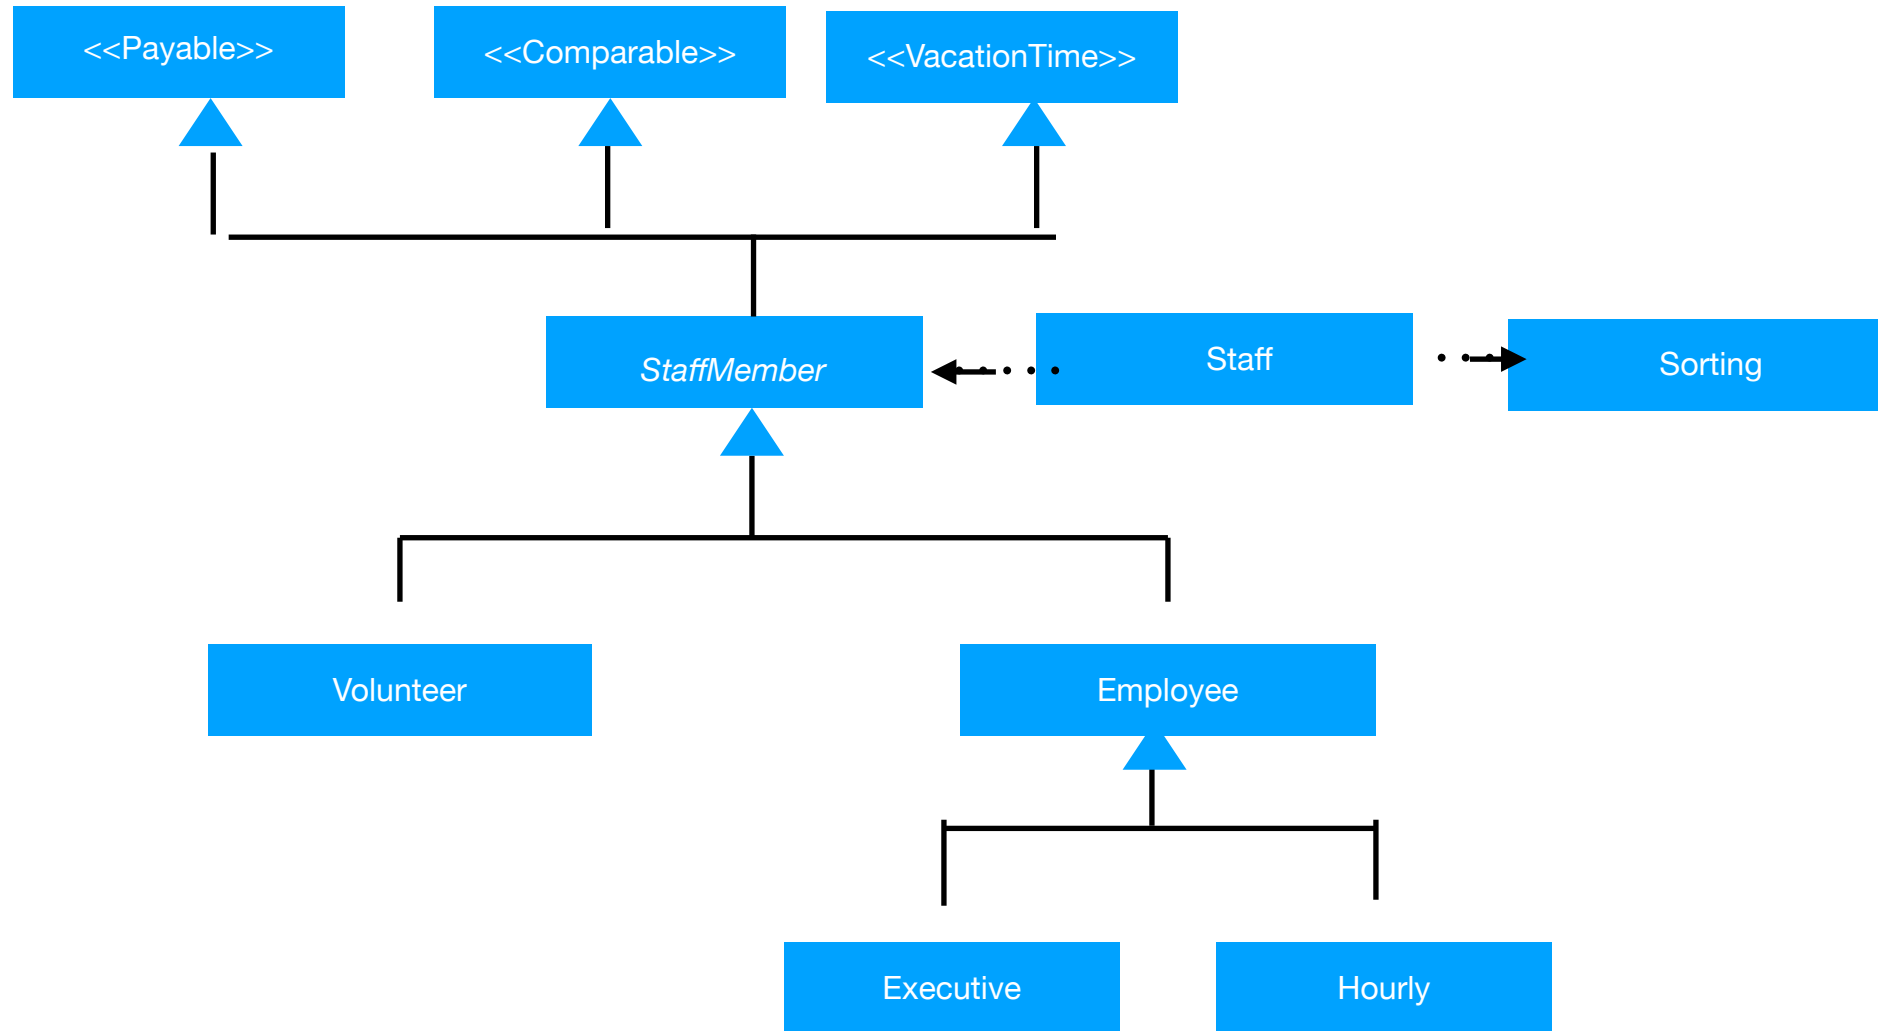 <<Payable>>
<<Comparable>>
<<VacationTime>>
StaffMember
Staff
Sorting
Volunteer
Employee
Executive
Hourly